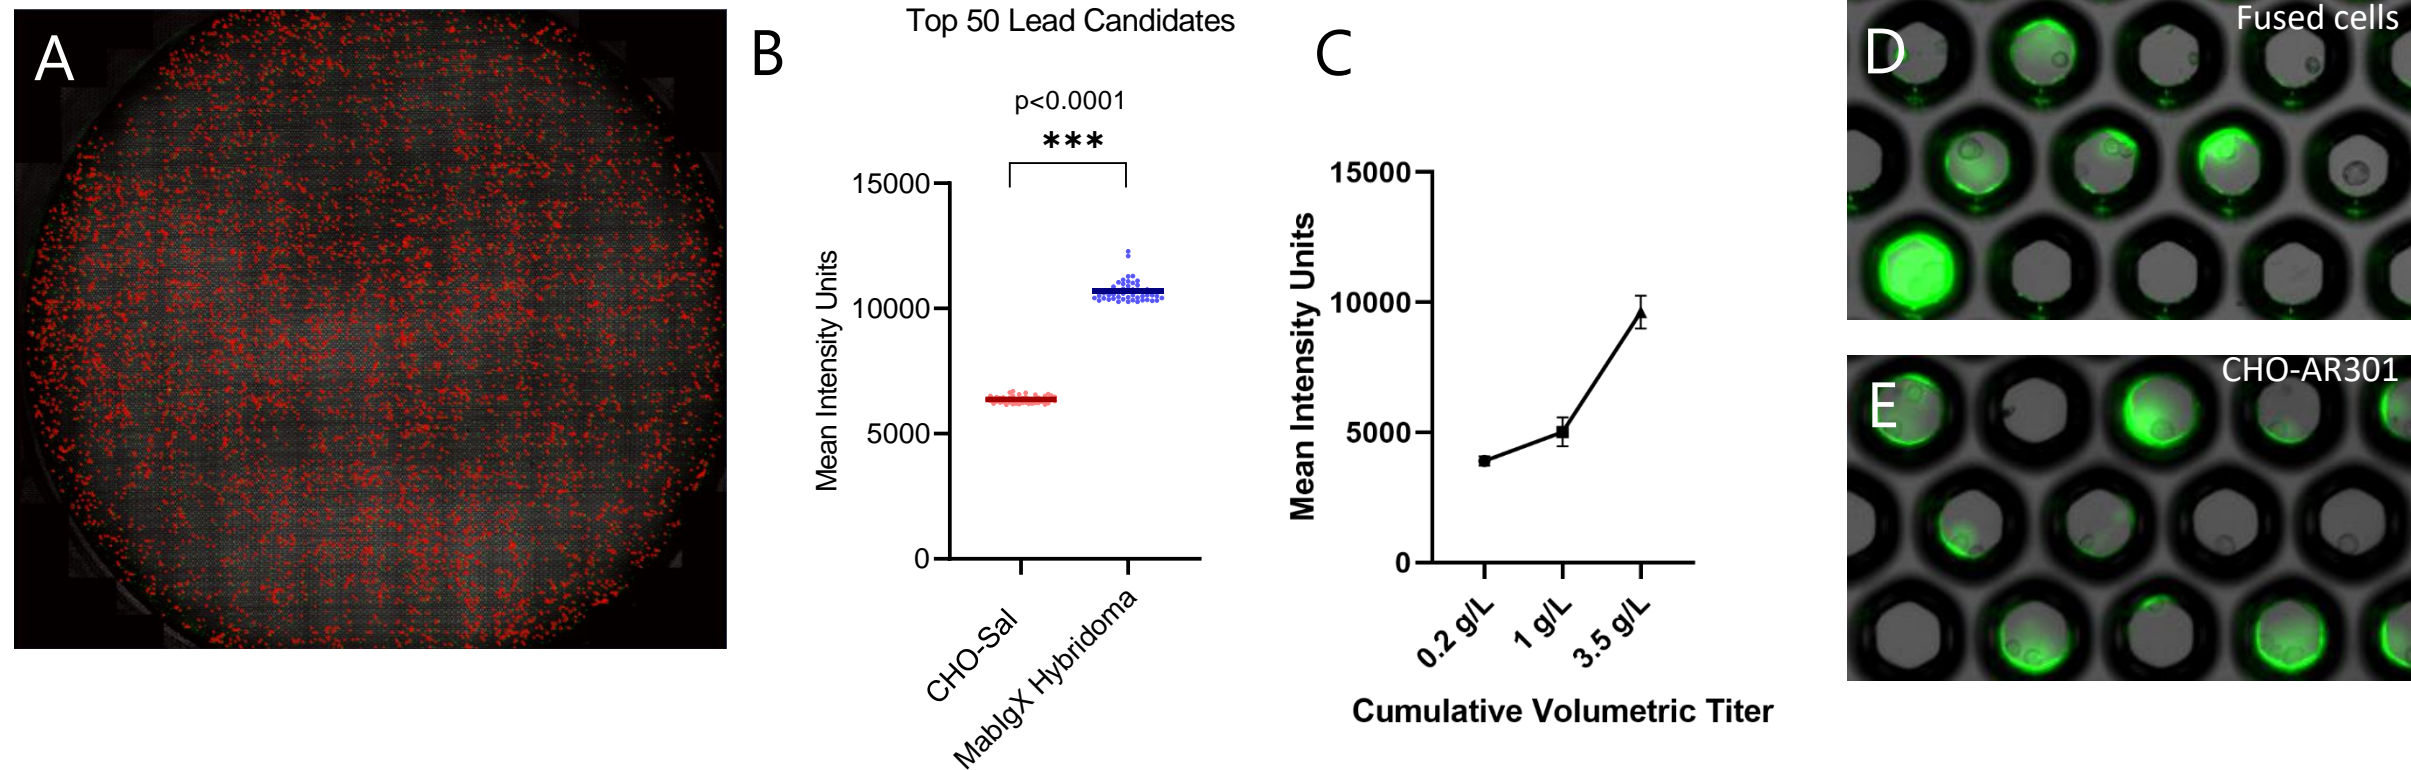 A
B
Top 50 Lead Candidates
p<0.0001
***
15000
10000
5000
0
Mean Intensity Units
CHO-Sal
MabIgX Hybridoma
C
15000
10000
5000
0
Mean Intensity Units
0.2 g/L
1 g/L
3.5 g/L
Cumulative Volumetric Titer
D
Fused cells
E
CHO-AR301